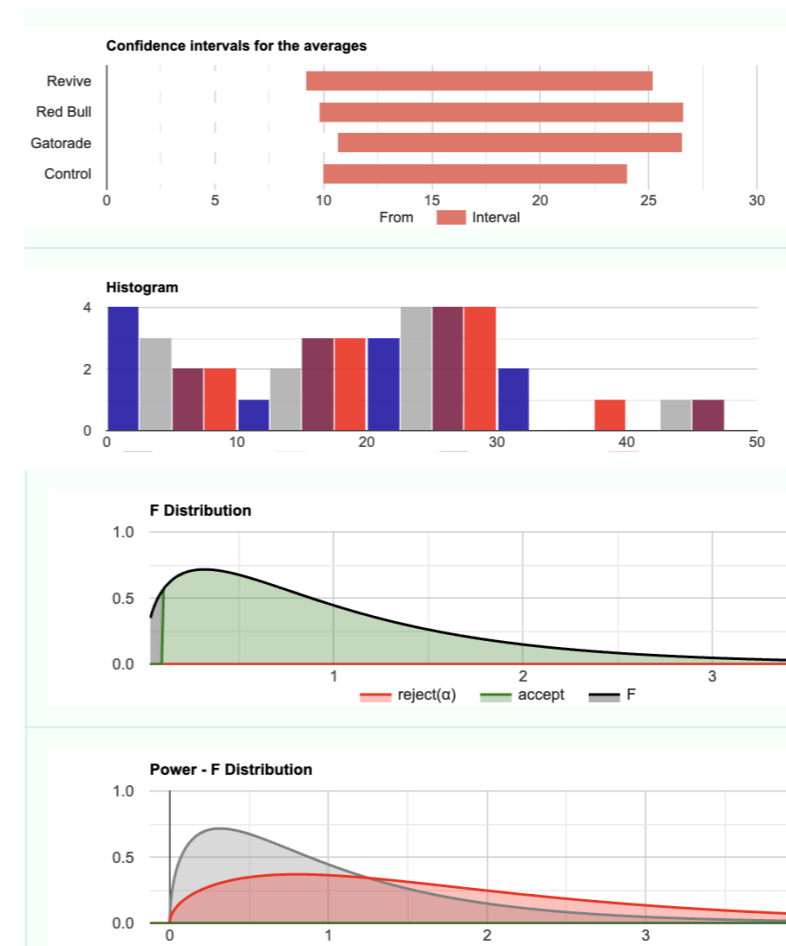 Confidence intervals for the averages
Revive
Red Bull
Gatorade
Control
0 5 10 15 20 25 30
From Interval
Histogram
4
2
0
0 10 20 30 40 50
F Distribution
1.0
0.5
0.0
1 2 3
reject(α) accept F
Power - F Distribution
1.0
0.5
0.0
0 1 2 3